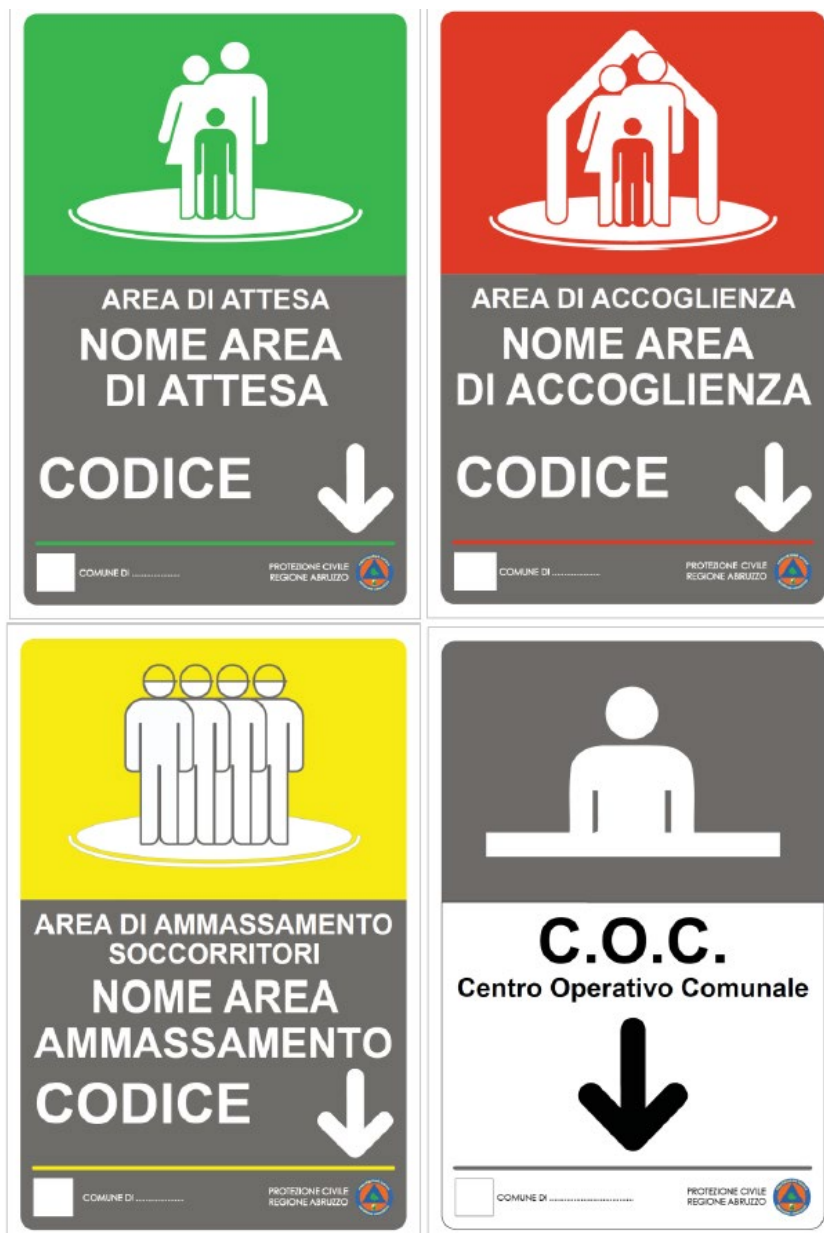 AREA DI ATTESA
NOME AREA
DI ATTESA
CODICE
COMUNE DI ....................
PROTEZIONE CIVILE
REGIONE ABRUZZO
AREA DI ACCOGLIENZA
NOME AREA
DI ACCOGLIENZA
CODICE
COMUNE DI ....................
PROTEZIONE CIVILE
REGIONE ABRUZZO
AREA DI AMMASSAMENTO
SOCCORRITORI
NOME AREA
AMMASSAMENTO
CODICE
COMUNE DI ....................
PROTEZIONE CIVILE
REGIONE ABRUZZO
C.O.C.
Centro Operativo Comunale
COMUNE DI ...................................
PROTEZIONE CIVILE
REGIONE ABRUZZO